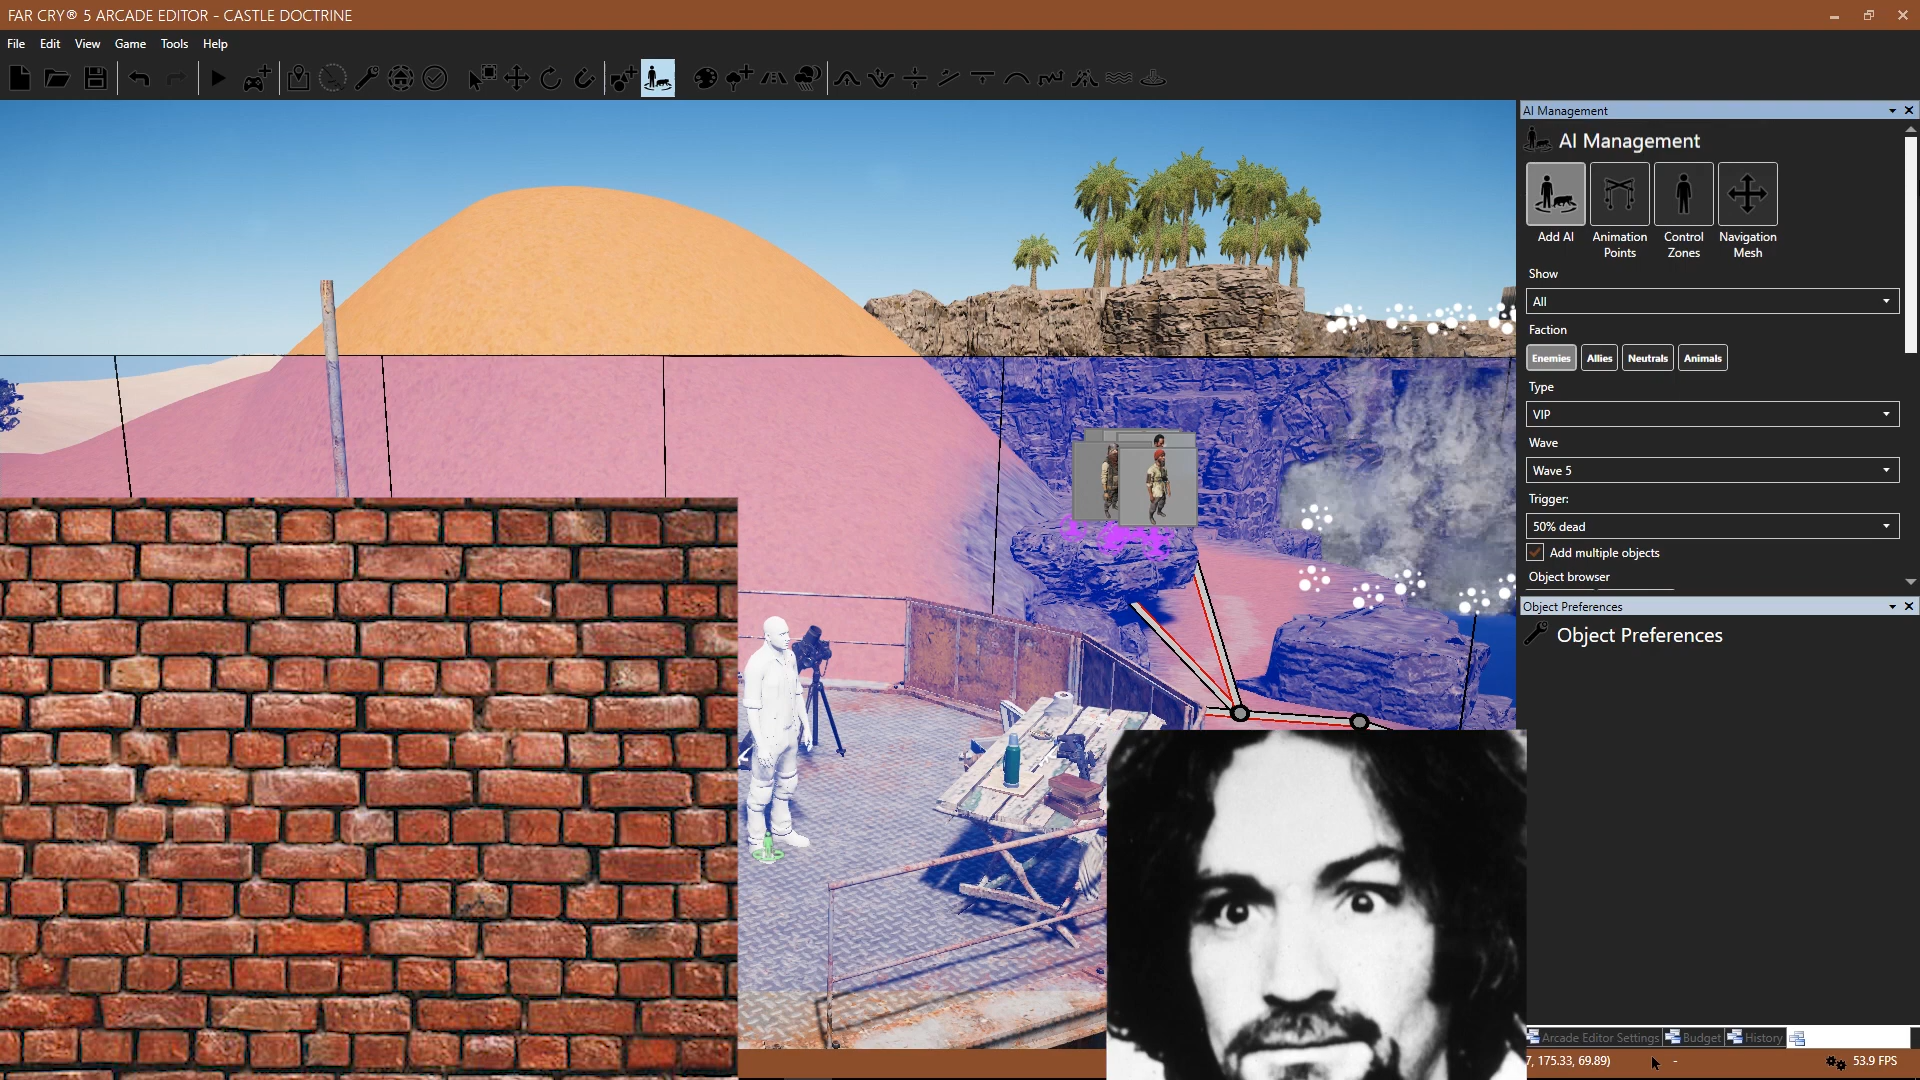 FAR CRY® 5 ARCADE EDITOR - CASTLE DOCTRINE
File Edit View Game Tools Help
AI Management
AI Management
Add AI
Animation Points
Control Zones
Navigation Mesh
Show
All
Faction
Enemies Allies Neutrals Animals
Type
VIP
Wave
Wave 5
Trigger:
50% dead
Add multiple objects
Object browser
Object Preferences
Object Preferences
Arcade Editor Settings Budget History
7, 175.33, 69.89) - 53.9 FPS